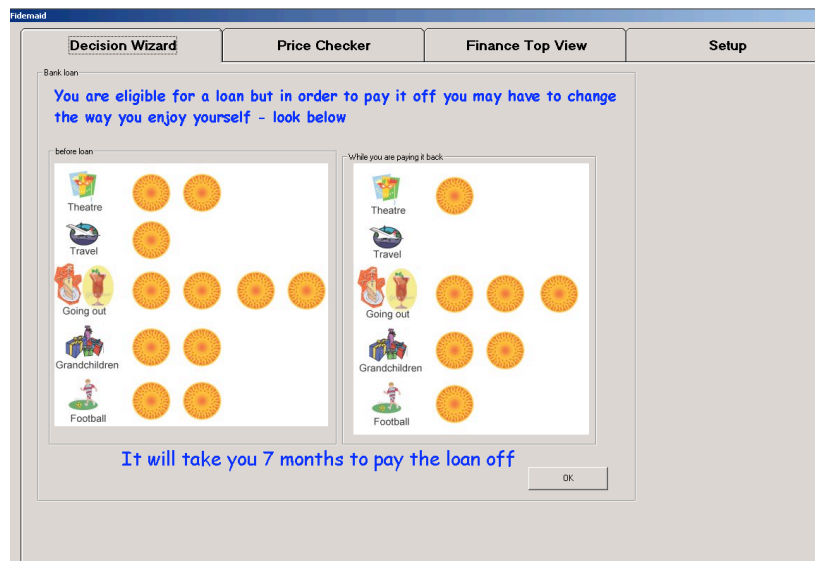 Fidemaid
Decision Wizard
Price Checker
Finance Top View
Setup
Bank loan
You are eligible for a loan but in order to pay it off you may have to change
the way you enjoy yourself - look below
before loan
Theatre
Travel
Going out
Grandchildren
Football
While you are paying it back
Theatre
Travel
Going out
Grandchildren
Football
It will take you 7 months to pay the loan off
OK